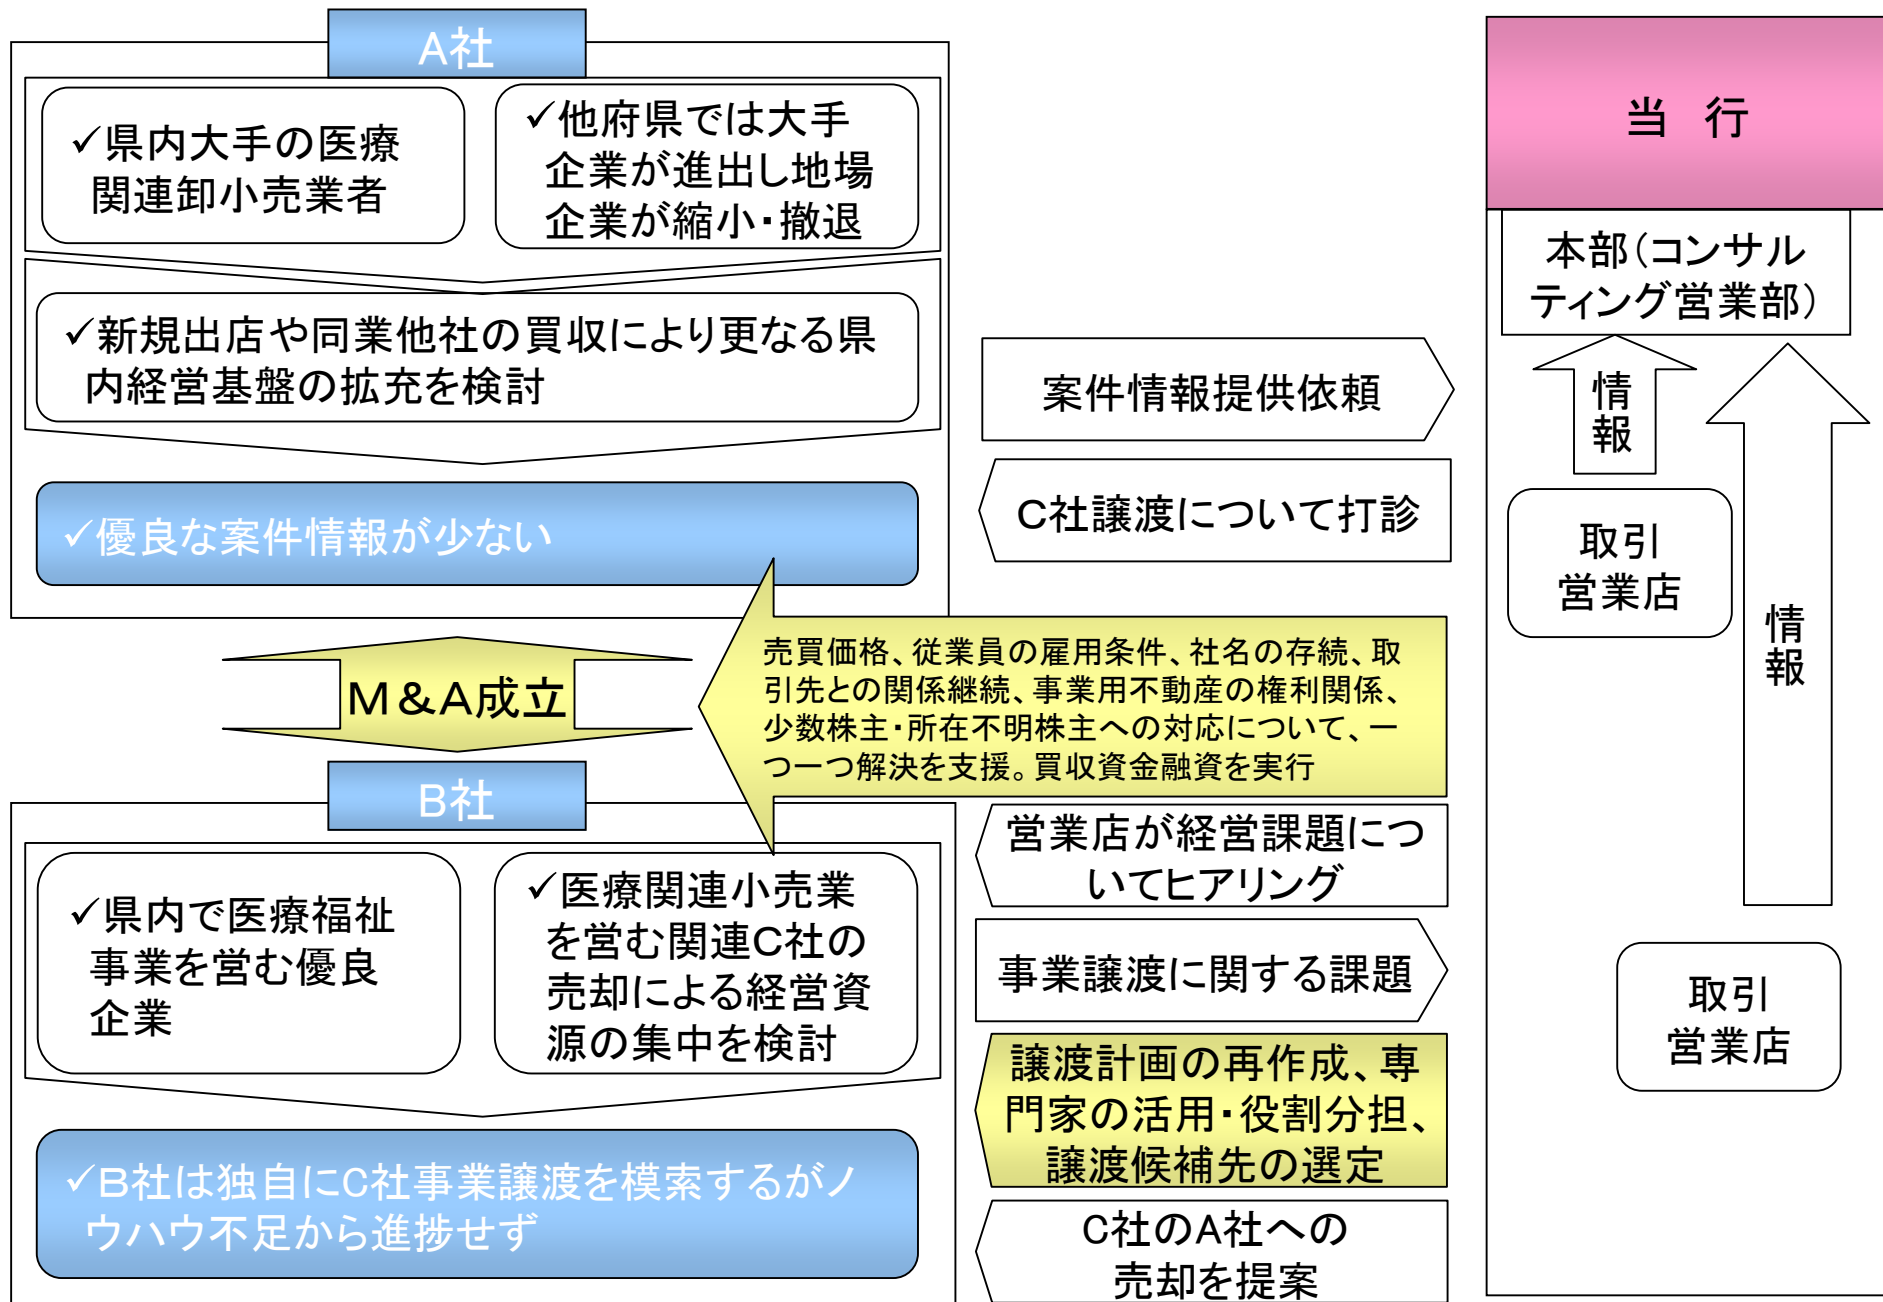 A社
✓県内大手の医療
関連卸小売業者
✓他府県では大手
企業が進出し地場
企業が縮小・撤退
✓新規出店や同業他社の買収により更なる県
内経営基盤の拡充を検討
✓優良な案件情報が少ない
M&A成立
B社
✓県内で医療福祉
事業を営む優良
企業
✓医療関連小売業
を営む関連C社の
売却による経営資
源の集中を検討
✓B社は独自にC社事業譲渡を模索するがノ
ウハウ不足から進捗せず
案件情報提供依頼
C社譲渡について打診
売買価格、従業員の雇用条件、社名の存続、取
引先との関係継続、事業用不動産の権利関係、
少数株主・所在不明株主への対応について、一
つ一つ解決を支援。買収資金融資を実行
営業店が経営課題につ
いてヒアリング
事業譲渡に関する課題
譲渡計画の再作成、専
門家の活用・役割分担、
譲渡候補先の選定
C社のA社への
売却を提案
当 行
本部(コンサル
ティング営業部)
情報
取引
営業店
情報
取引
営業店